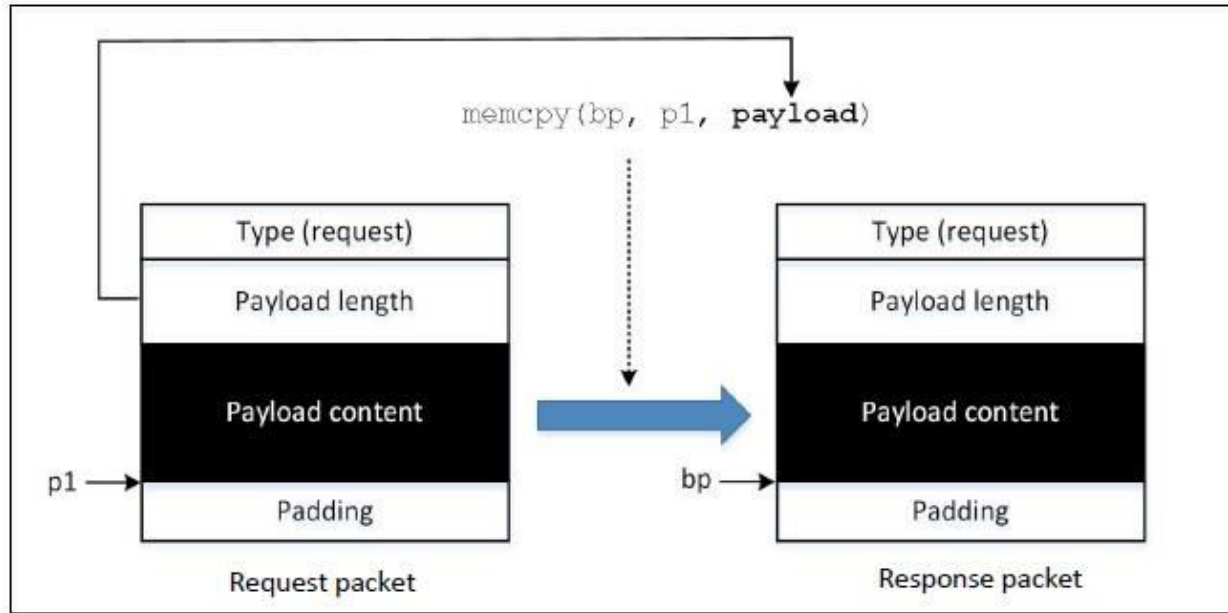 memcpy(bp, p1, payload)
Type (request)
Payload length
Payload content
p1
Padding
Request packet
Type (request)
Payload length
Payload content
bp
Padding
Response packet